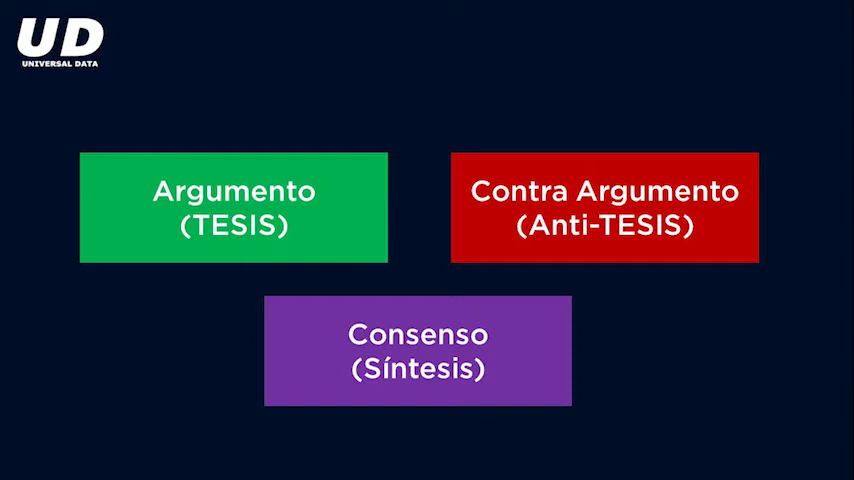 UD
UNIVERSAL DATA
Argumento
(TESIS)
Contra Argumento
(Anti-TESIS)
Consenso
(Síntesis)